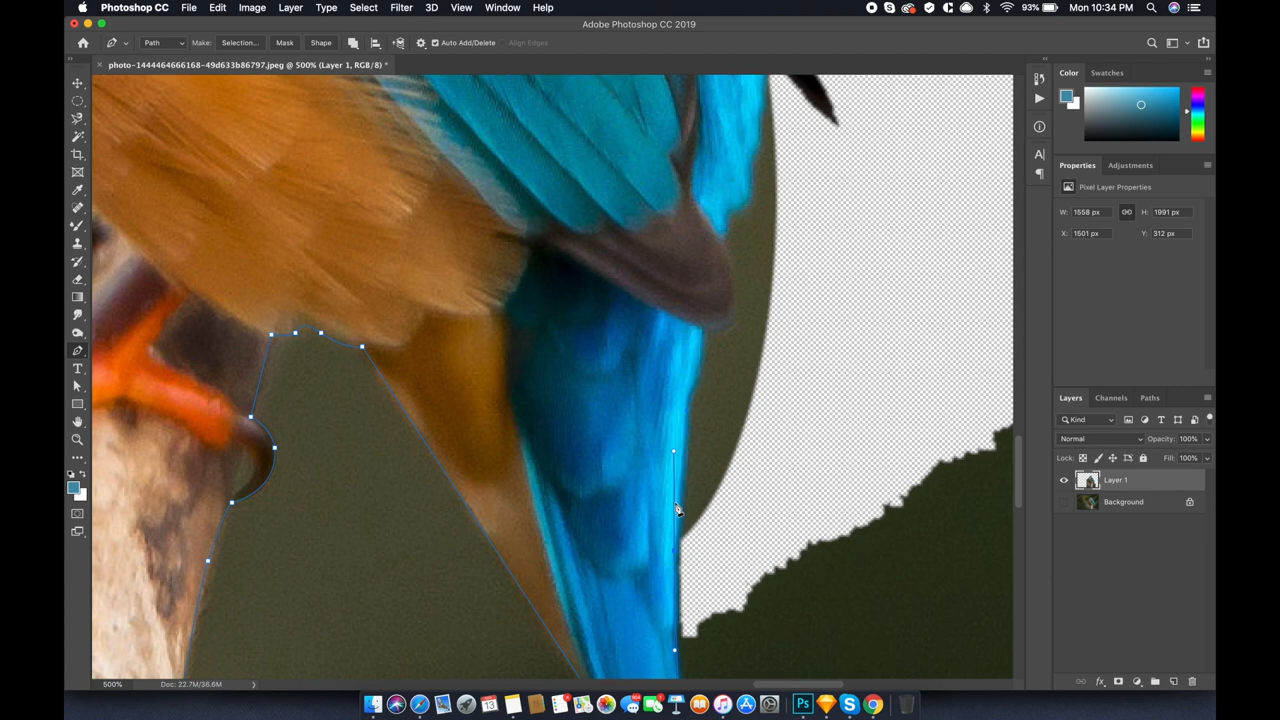 Photoshop CC File Edit Image Layer Type Select Filter 3D View Window Help 93% Mon 10:34 PM
Adobe Photoshop CC 2019
Path Make: Selection... Mask Shape Auto Add/Delete Align Edges
photo-1444464666168-49d633b86797.jpeg @ 500% (Layer 1, RGB/8) *
Color Swatches
Properties Adjustments
Pixel Layer Properties
W: 1558 px H: 1991 px
X: 1501 px Y: 312 px
Layers Channels Paths
Kind
Normal Opacity: 100%
Lock: Fill: 100%
Layer 1
Background
500% Doc: 22.7M/36.6M